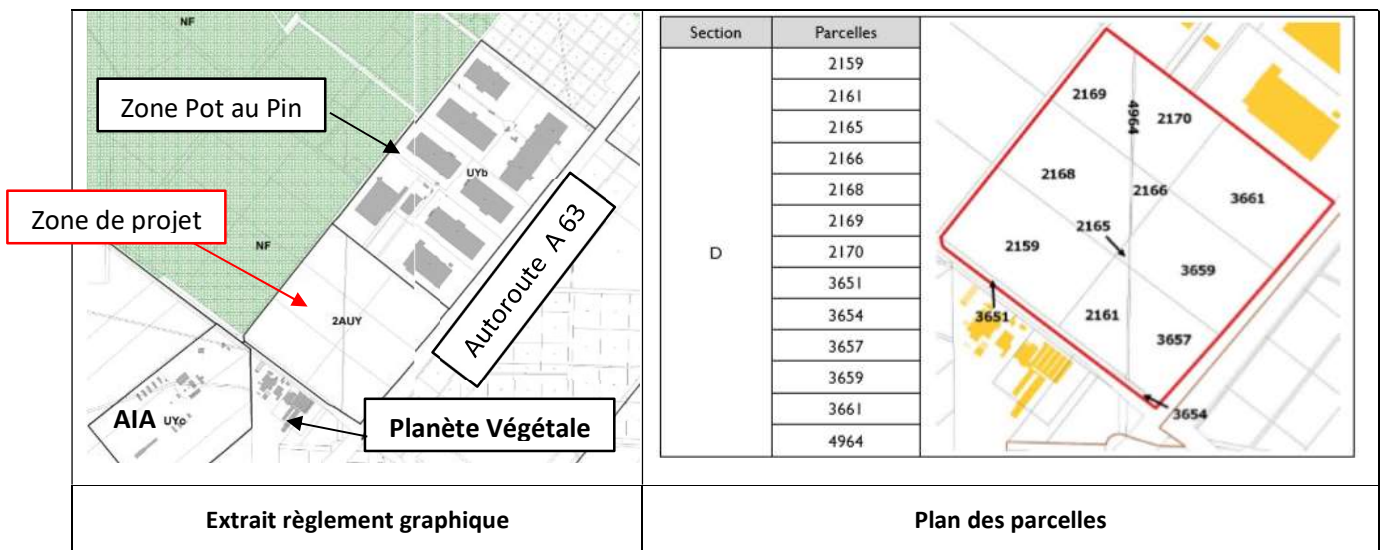 NF
Zone Pot au Pin
UYb
Zone de projet
NF
2AUY
Autoroute A 63
AIA
UYo
Planète Végétale
Section Parcelles
D
2159
2161
2165
2166
2168
2169
2170
3651
3654
3657
3659
3661
4964
2169
4964
2170
2168
2166
3661
2165
2159
3659
3651
2161
3657
3654
Extrait règlement graphique
Plan des parcelles